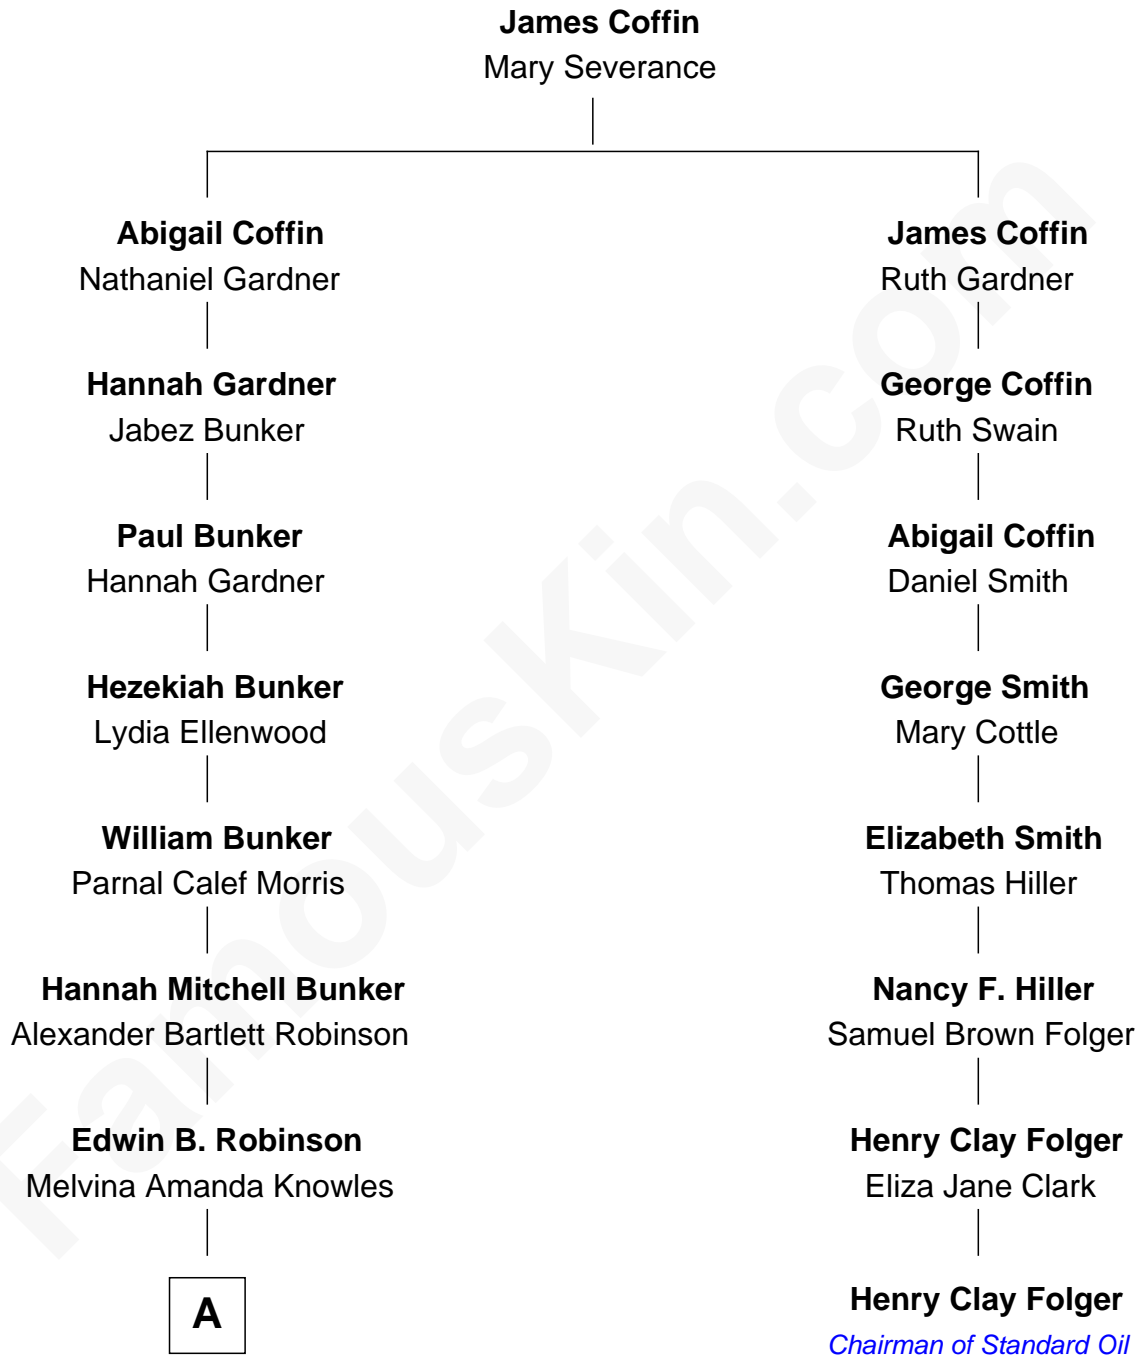 James Coffin
Mary Severance
Abigail Coffin
Nathaniel Gardner
James Coffin
Ruth Gardner
Hannah Gardner
Jabez Bunker
George Coffin
Ruth Swain
Paul Bunker
Hannah Gardner
Abigail Coffin
Daniel Smith
Hezekiah Bunker
Lydia Ellenwood
George Smith
Mary Cottle
William Bunker
Parnal Calef Morris
Elizabeth Smith
Thomas Hiller
Hannah Mitchell Bunker
Alexander Bartlett Robinson
Nancy F. Hiller
Samuel Brown Folger
Edwin B. Robinson
Melvina Amanda Knowles
Henry Clay Folger
Eliza Jane Clark
A
Henry Clay Folger
Chairman of Standard Oil
FamousKin.com